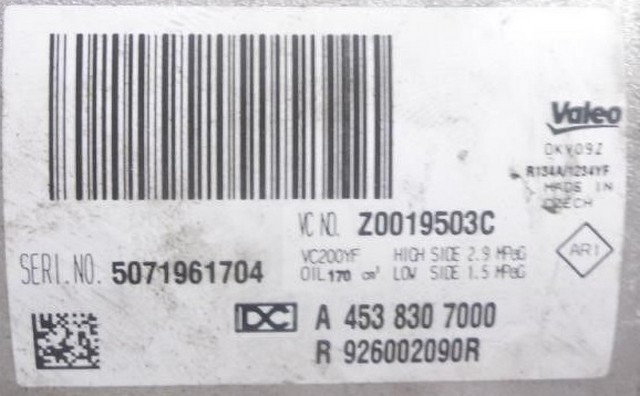 Valeo
DKV09Z
R134A/1234YF
MADE IN
CZECH
VC NO. Z0019503C
SERI.NO. 5071961704
VC200YF HIGH SIDE 2.9 MPaG
OIL 170 cm³ LOW SIDE 1.5 MPaG
AR1
DC A 453 830 7000
R 926002090R